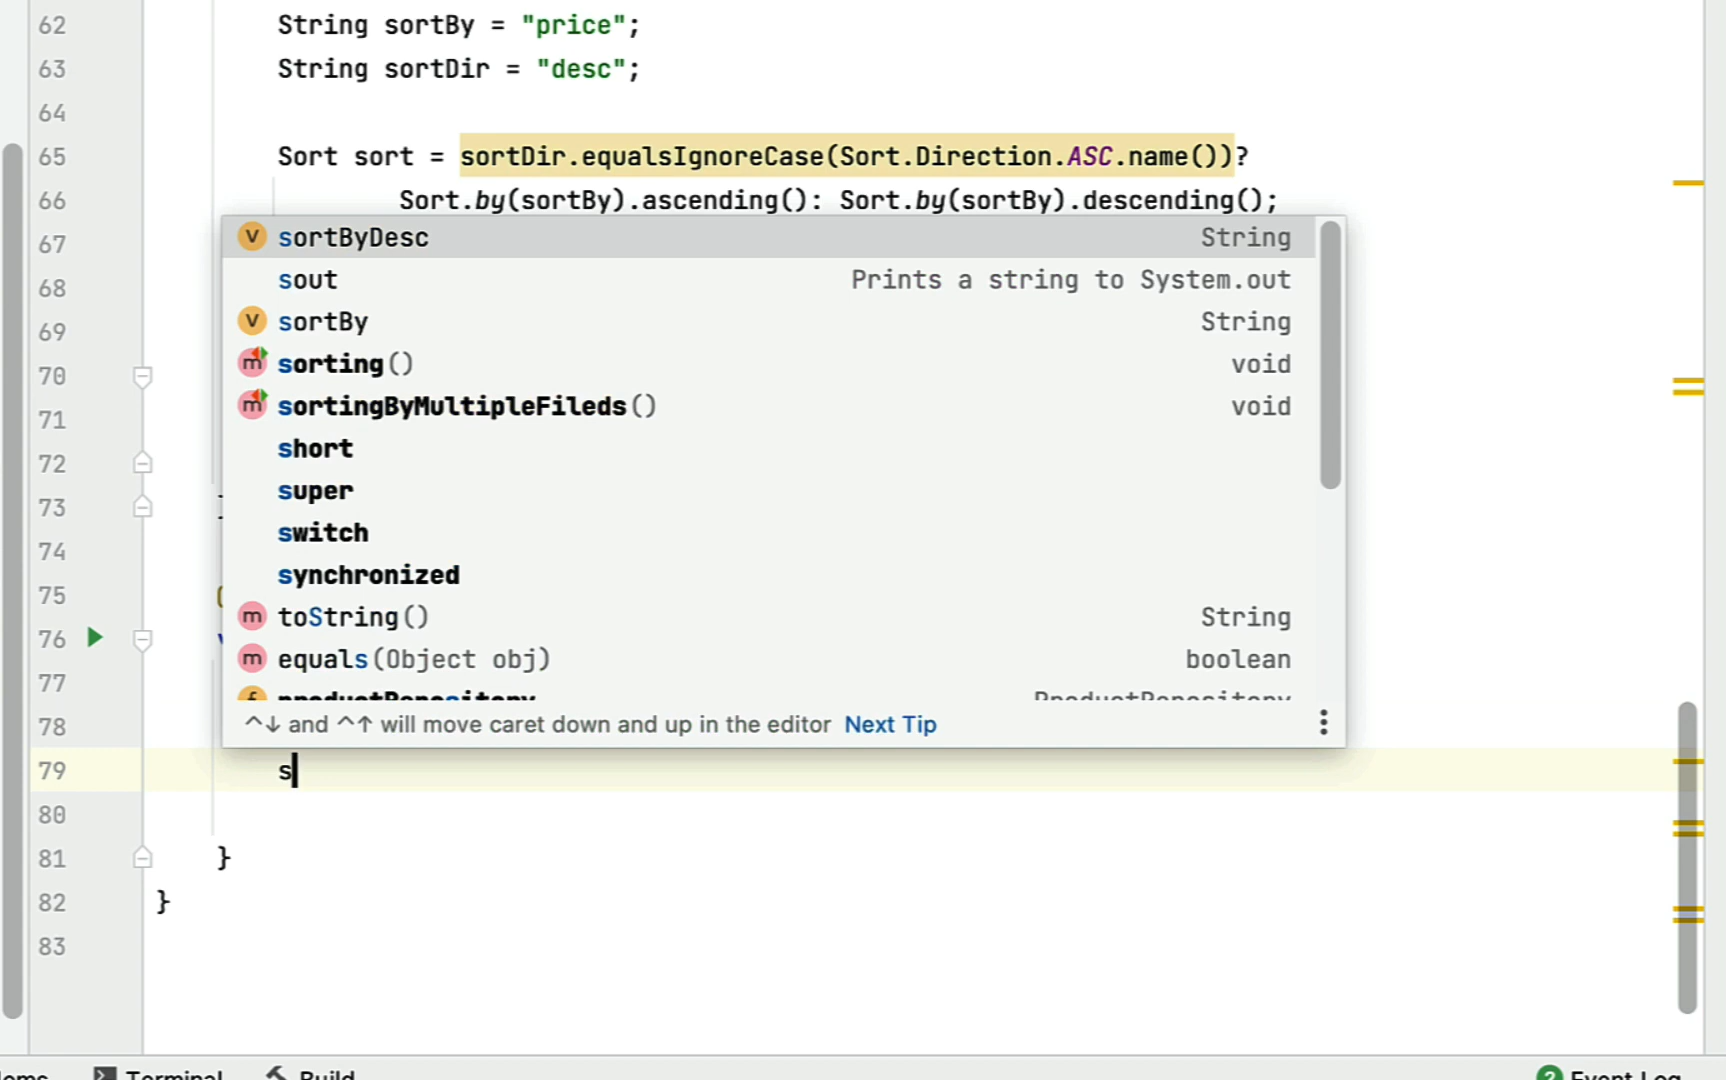 62 String sortBy = "price";
63 String sortDir = "desc";
64
65 Sort sort = sortDir.equalsIgnoreCase(Sort.Direction.ASC.name())?
66 Sort.by(sortBy).ascending(): Sort.by(sortBy).descending();
67 sortByDesc String
68 sout Prints a string to System.out
69 sortBy String
70 sorting() void
71 sortingByMultipleFileds() void
72 short
73 super
74 switch
75 synchronized
76 toString() String
77 equals(Object obj) boolean
productRepository ProductRepository
78 ^↓ and ^↑ will move caret down and up in the editor Next Tip
79 s
80
81 }
82 }
83
Terminal Build 2 Event Log